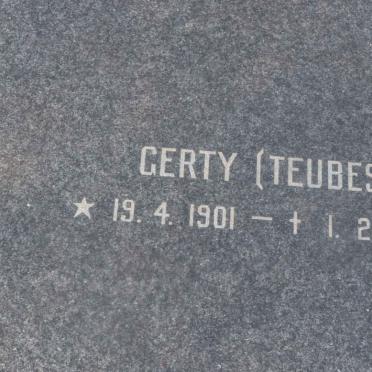 GERTY (TEUBES
★ 19. 4. 1901 – † 1. 2